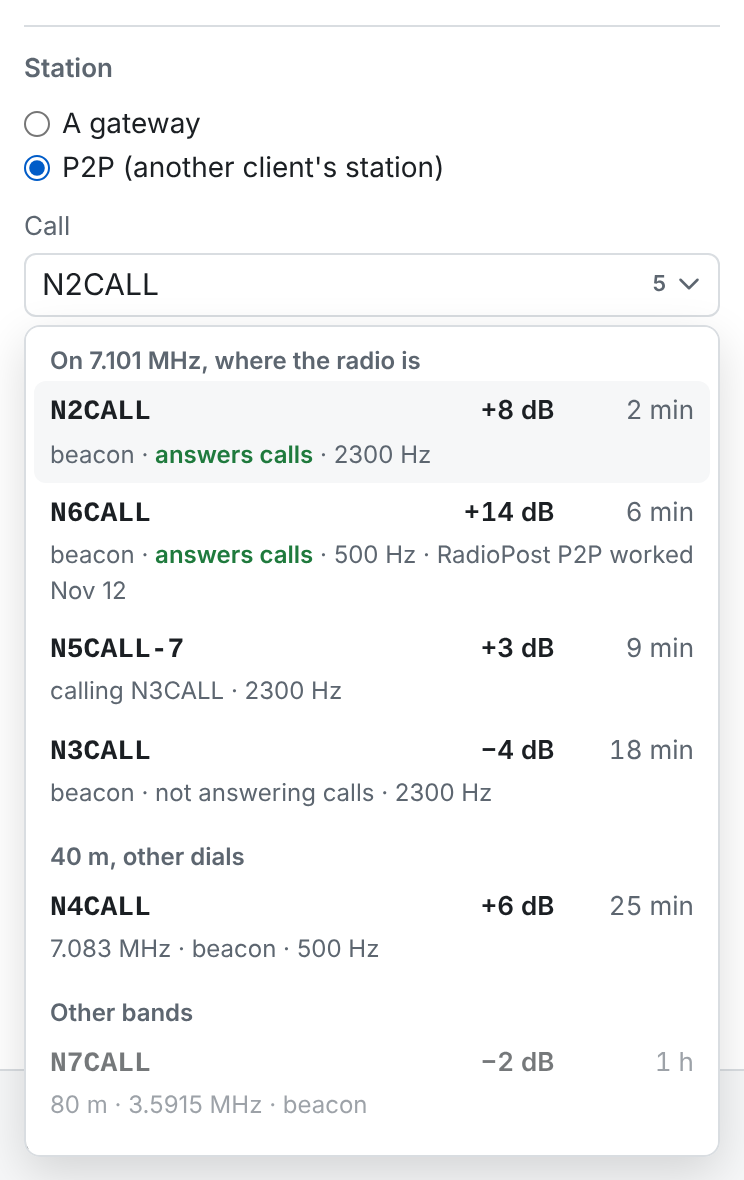 Station
A gateway
P2P (another client's station)
Call
N2CALL 5
On 7.101 MHz, where the radio is
N2CALL +8 dB 2 min
beacon · answers calls · 2300 Hz
N6CALL +14 dB 6 min
beacon · answers calls · 500 Hz · RadioPost P2P worked
Nov 12
N5CALL-7 +3 dB 9 min
calling N3CALL · 2300 Hz
N3CALL −4 dB 18 min
beacon · not answering calls · 2300 Hz
40 m, other dials
N4CALL +6 dB 25 min
7.083 MHz · beacon · 500 Hz
Other bands
N7CALL −2 dB 1 h
80 m · 3.5915 MHz · beacon